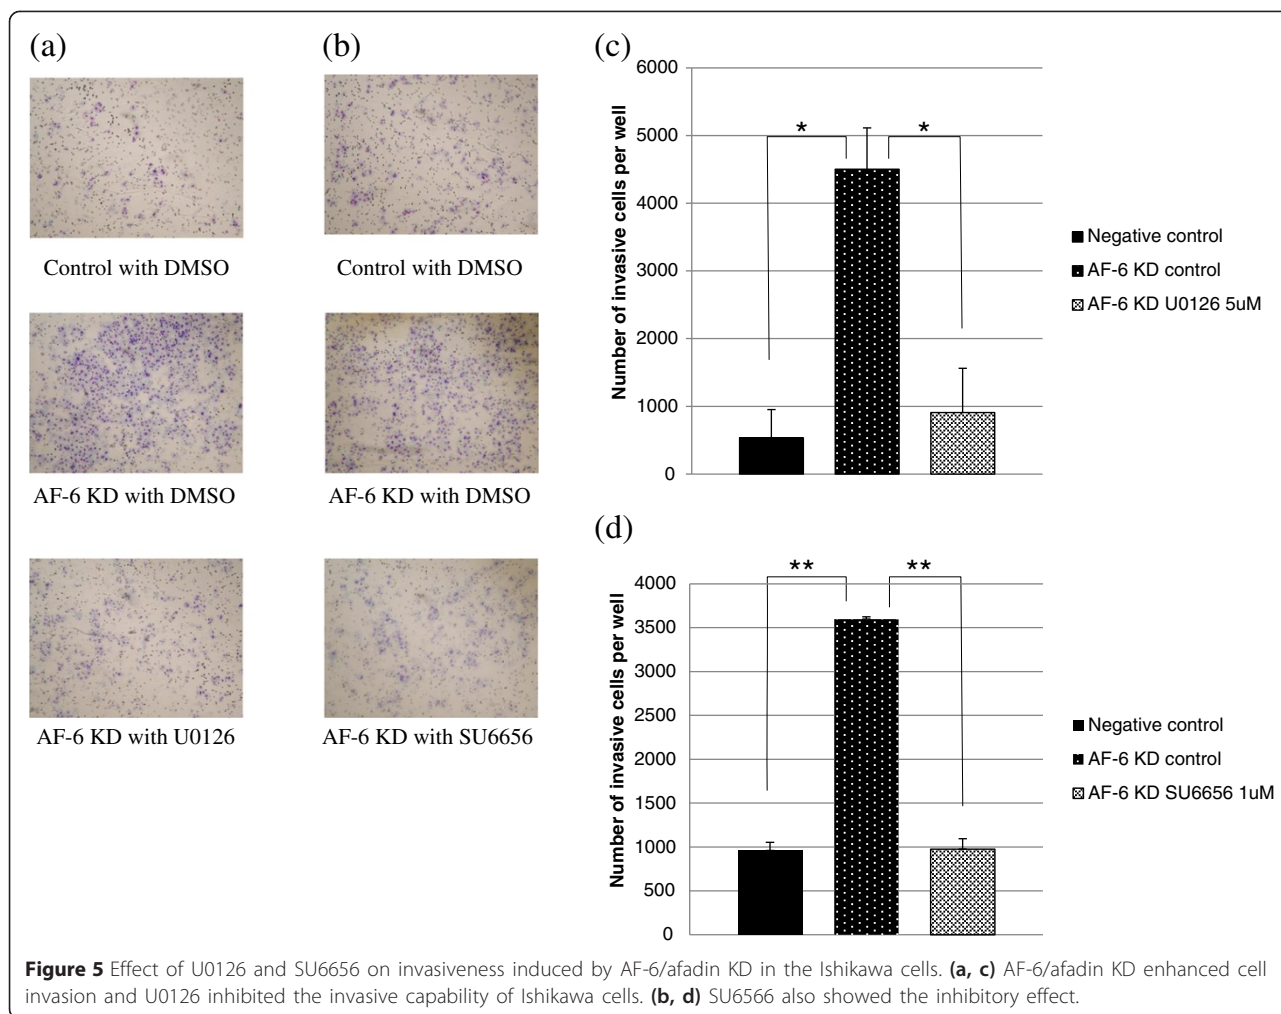 (a)
(b)
Control with DMSO
Control with DMSO
AF-6 KD with DMSO
AF-6 KD with DMSO
AF-6 KD with U0126
AF-6 KD with SU6656
(c)
Number of invasive cells per well
6000
5000
4000
3000
2000
1000
0
*
*
Negative control
AF-6 KD control
AF-6 KD U0126 5uM
(d)
Number of invasive cells per well
4000
3500
3000
2500
2000
1500
1000
500
0
**
**
Negative control
AF-6 KD control
AF-6 KD SU6656 1uM
Figure 5 Effect of U0126 and SU6656 on invasiveness induced by AF-6/afadin KD in the Ishikawa cells. (a, c) AF-6/afadin KD enhanced cell
invasion and U0126 inhibited the invasive capability of Ishikawa cells. (b, d) SU6566 also showed the inhibitory effect.